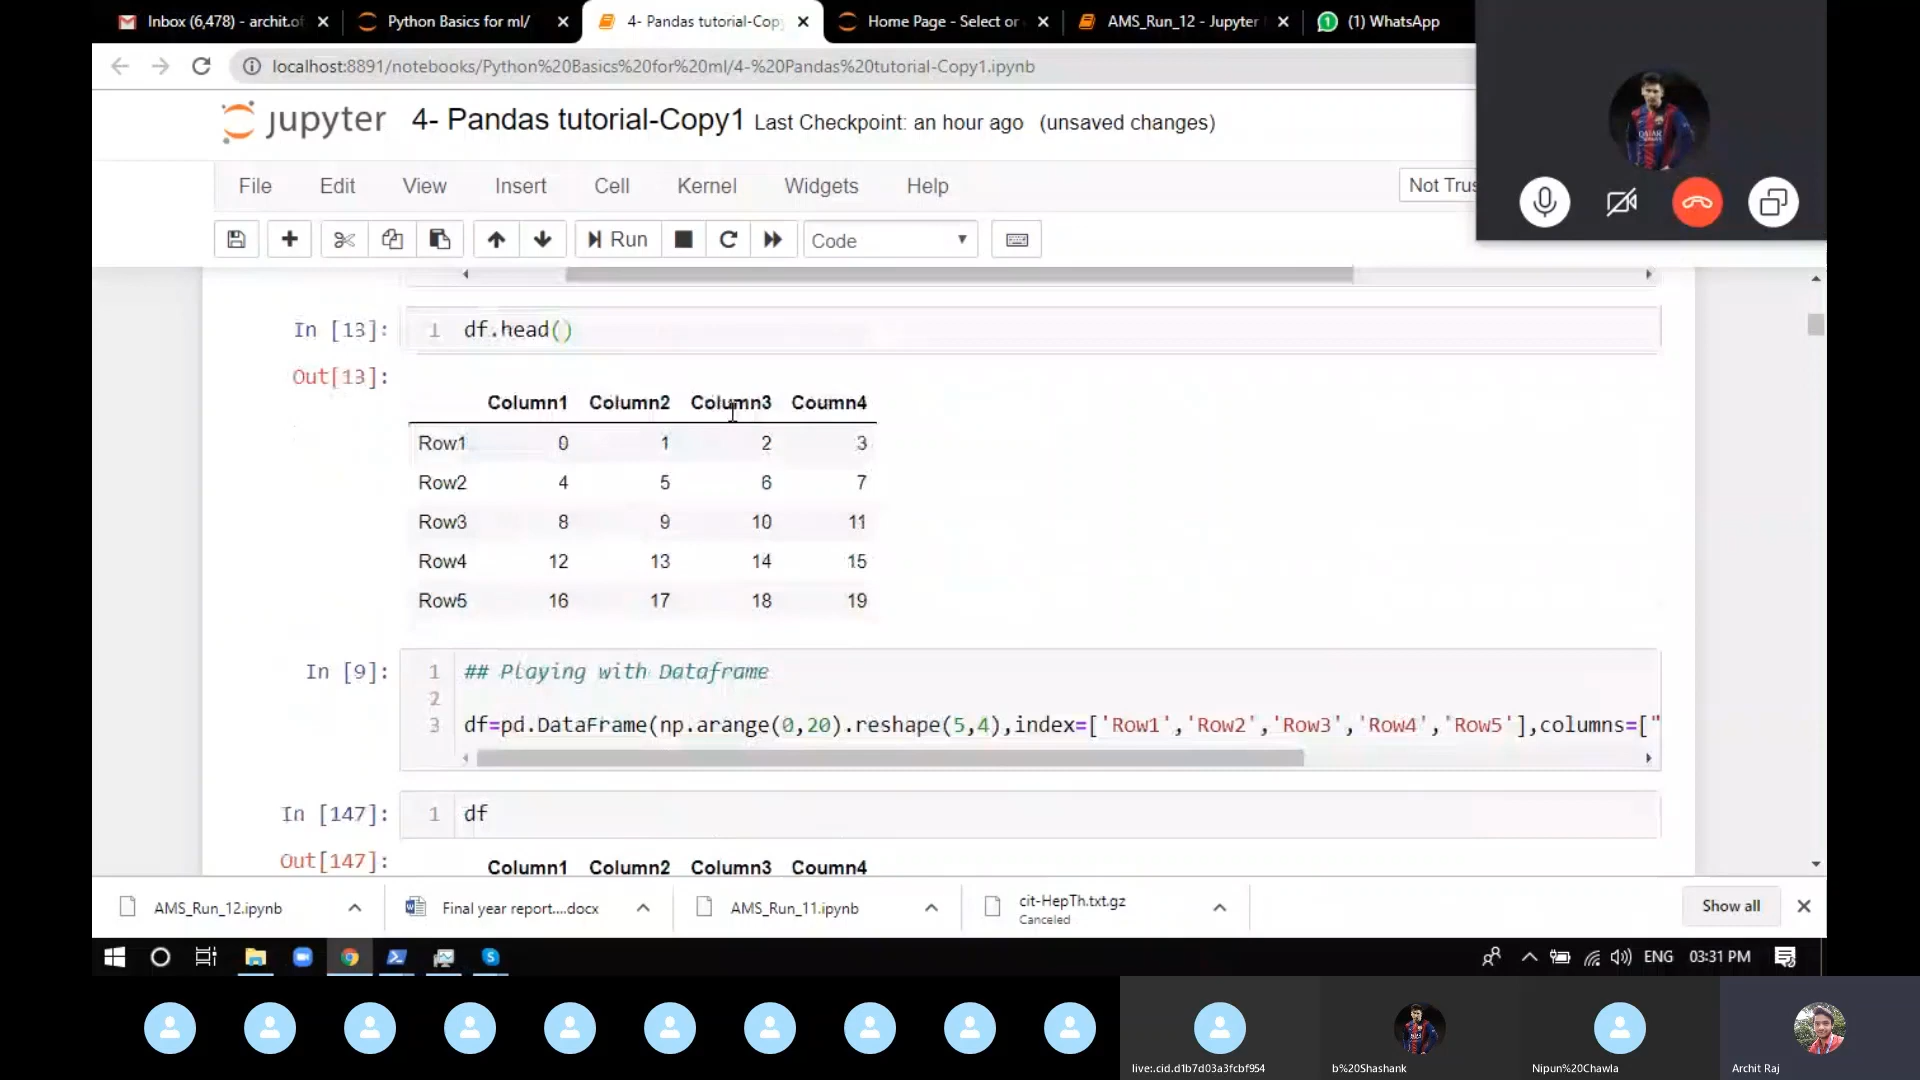 Inbox (6,478) - archit.of
Python Basics for ml/
4- Pandas tutorial-Copy
Home Page - Select or
AMS_Run_12 - Jupyter
(1) WhatsApp
localhost:8891/notebooks/Python%20Basics%20for%20ml/4-%20Pandas%20tutorial-Copy1.ipynb
jupyter 4- Pandas tutorial-Copy1 Last Checkpoint: an hour ago (unsaved changes)
File Edit View Insert Cell Kernel Widgets Help Not Trus
Run Code
In [13]: 1 df.head()
Out[13]:
Column1 Column2 Column3 Coumn4
Row1 0 1 2 3
Row2 4 5 6 7
Row3 8 9 10 11
Row4 12 13 14 15
Row5 16 17 18 19
In [9]: 1 ## Playing with Dataframe
2
3 df=pd.DataFrame(np.arange(0,20).reshape(5,4),index=['Row1','Row2','Row3','Row4','Row5'],columns=["
In [147]: 1 df
Out[147]:
Column1 Column2 Column3 Coumn4
AMS_Run_12.ipynb
Final year report....docx
AMS_Run_11.ipynb
cit-HepTh.txt.gz
Canceled
Show all
ENG 03:31 PM
live:.cid.d1b7d03a3fcbf954
b%20Shashank
Nipun%20Chawla
Archit Raj